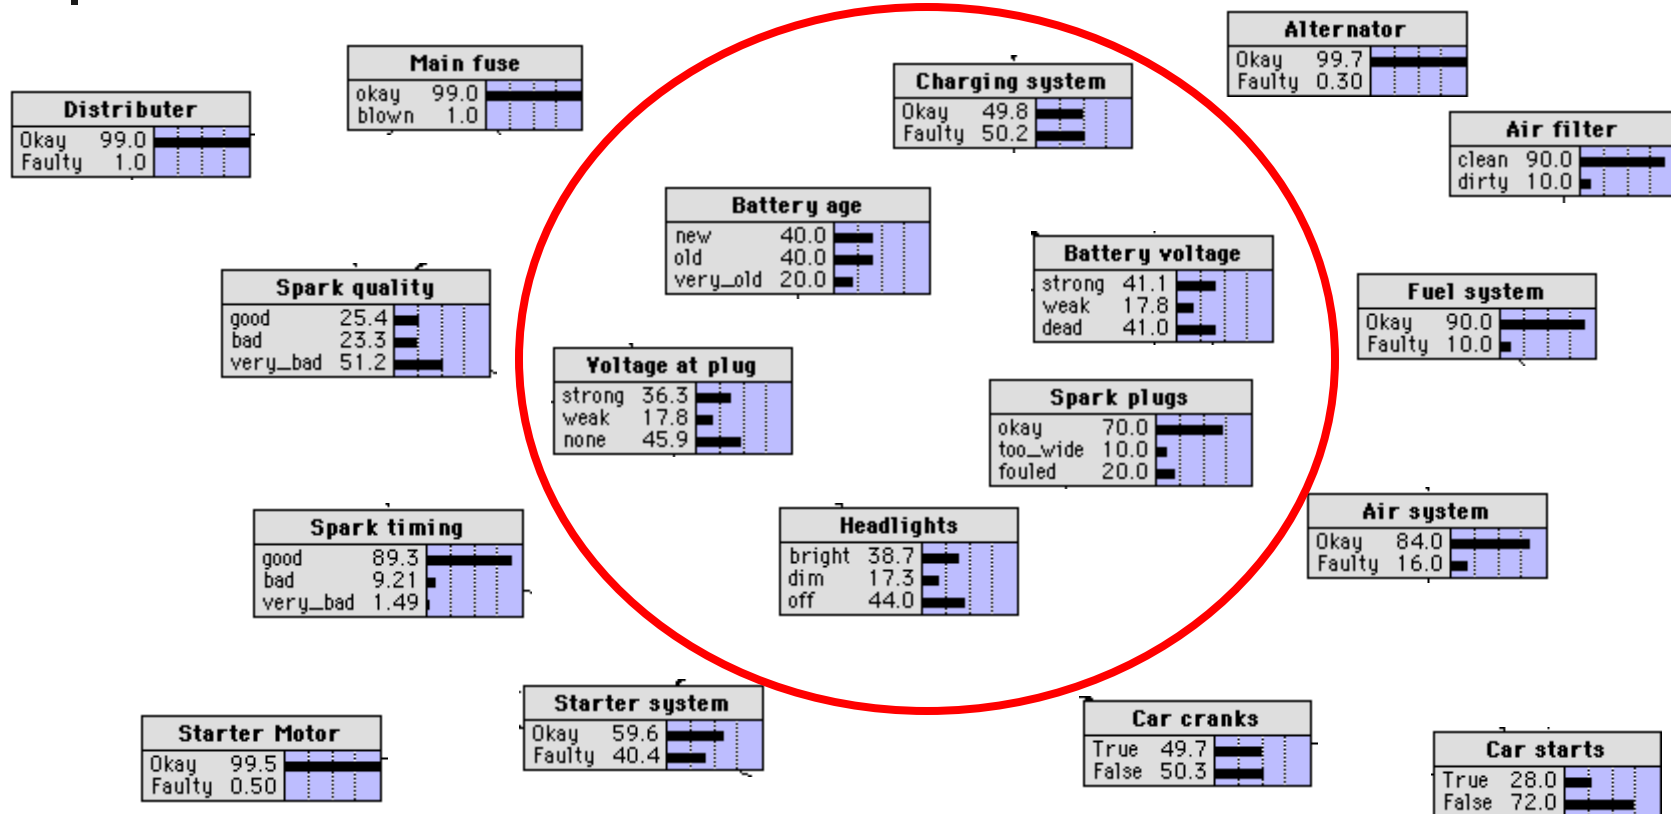 Alternator
Okay 99.7
Faulty 0.30
Main fuse
okay 99.0
blown 1.0
Charging system
Okay 49.8
Faulty 50.2
Distributer
Okay 99.0
Faulty 1.0
Air filter
clean 90.0
dirty 10.0
Battery age
new 40.0
old 40.0
very_old 20.0
Battery voltage
strong 41.1
weak 17.8
dead 41.0
Spark quality
good 25.4
bad 23.3
very_bad 51.2
Fuel system
Okay 90.0
Faulty 10.0
Voltage at plug
strong 36.3
weak 17.8
none 45.9
Spark plugs
okay 70.0
too_wide 10.0
fouled 20.0
Air system
Okay 84.0
Faulty 16.0
Spark timing
good 89.3
bad 9.21
very_bad 1.49
Headlights
bright 38.7
dim 17.3
off 44.0
Starter system
Okay 59.6
Faulty 40.4
Car cranks
True 49.7
False 50.3
Starter Motor
Okay 99.5
Faulty 0.50
Car starts
True 28.0
False 72.0